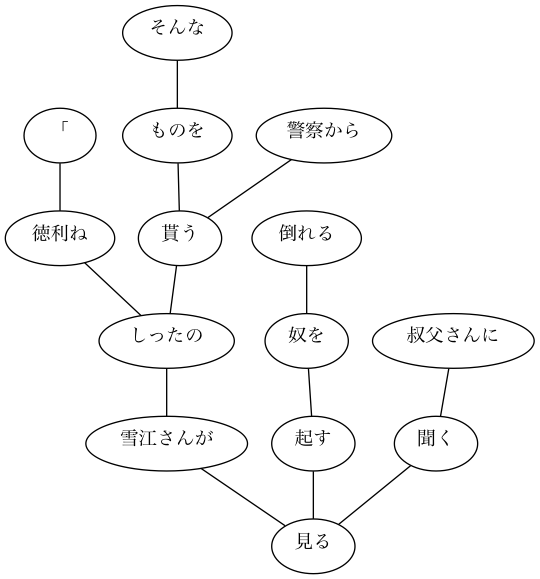 そんな
「
ものを
警察から
徳利ね
貰う
倒れる
しったの
奴を
叔父さんに
雪江さんが
起す
聞く
見る